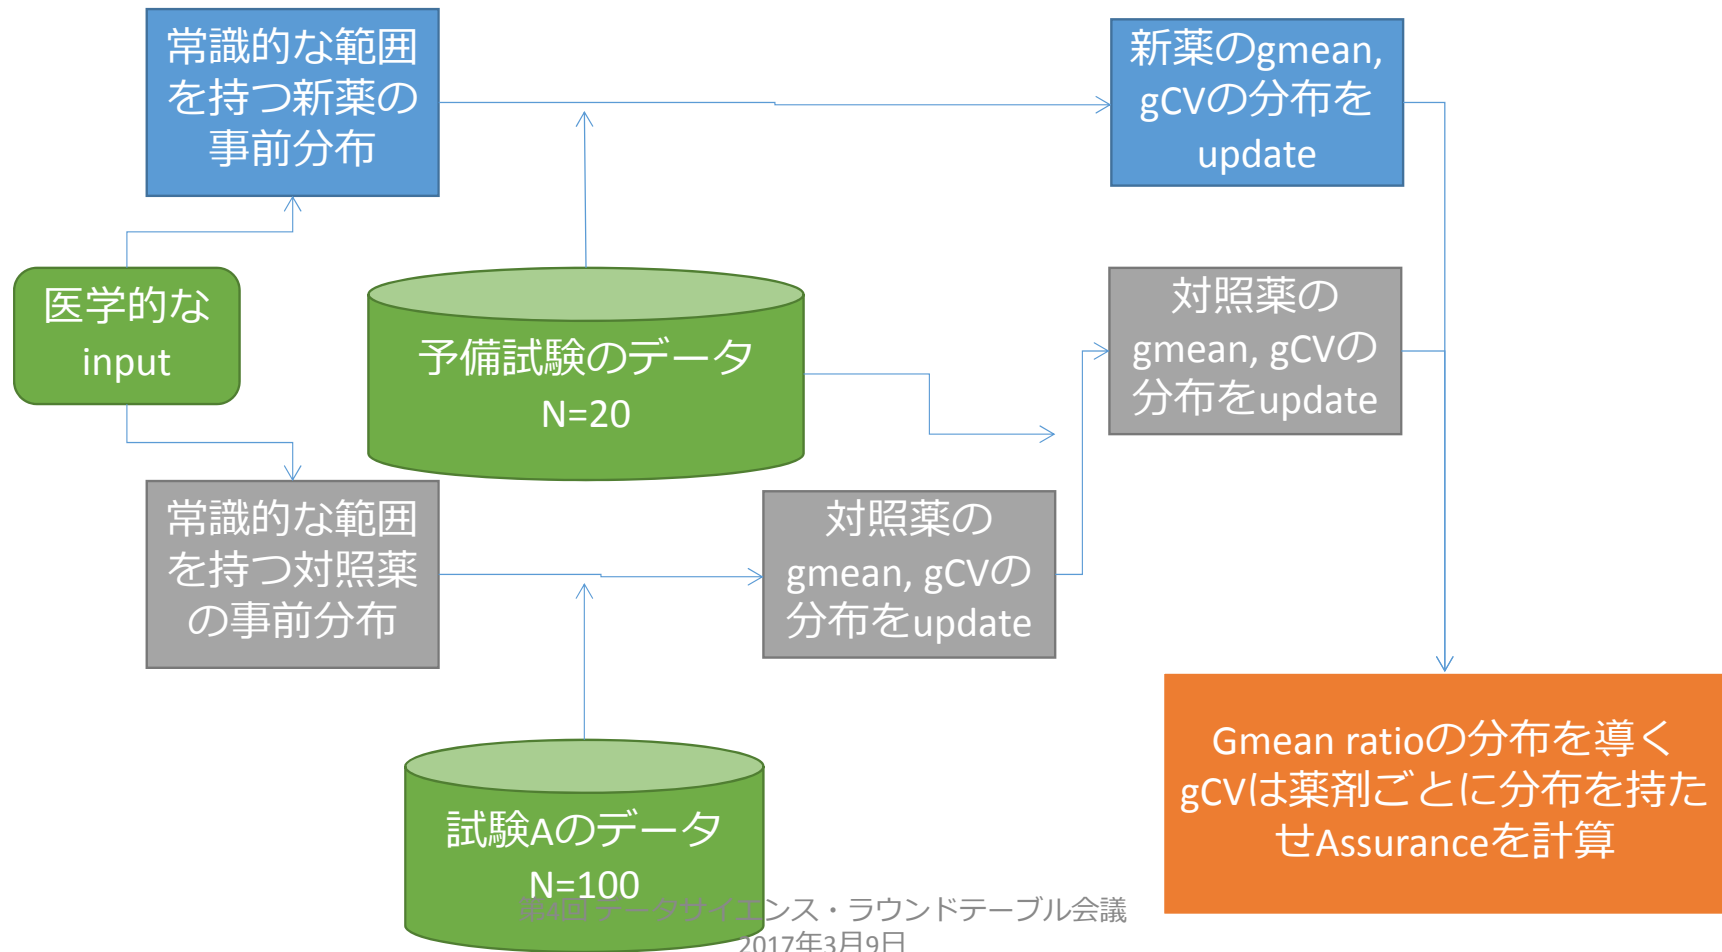 常識的な範囲
を持つ新薬の
事前分布
新薬のgmean,
gCVの分布を
update
医学的な
input
予備試験のデータ
N=20
対照薬の
gmean, gCVの
分布をupdate
常識的な範囲
を持つ対照薬
の事前分布
対照薬の
gmean, gCVの
分布をupdate
試験Aのデータ
N=100
Gmean ratioの分布を導く
gCVは薬剤ごとに分布を持た
せAssuranceを計算
第4回 データサイエンス・ラウンドテーブル会議
2017年3月9日